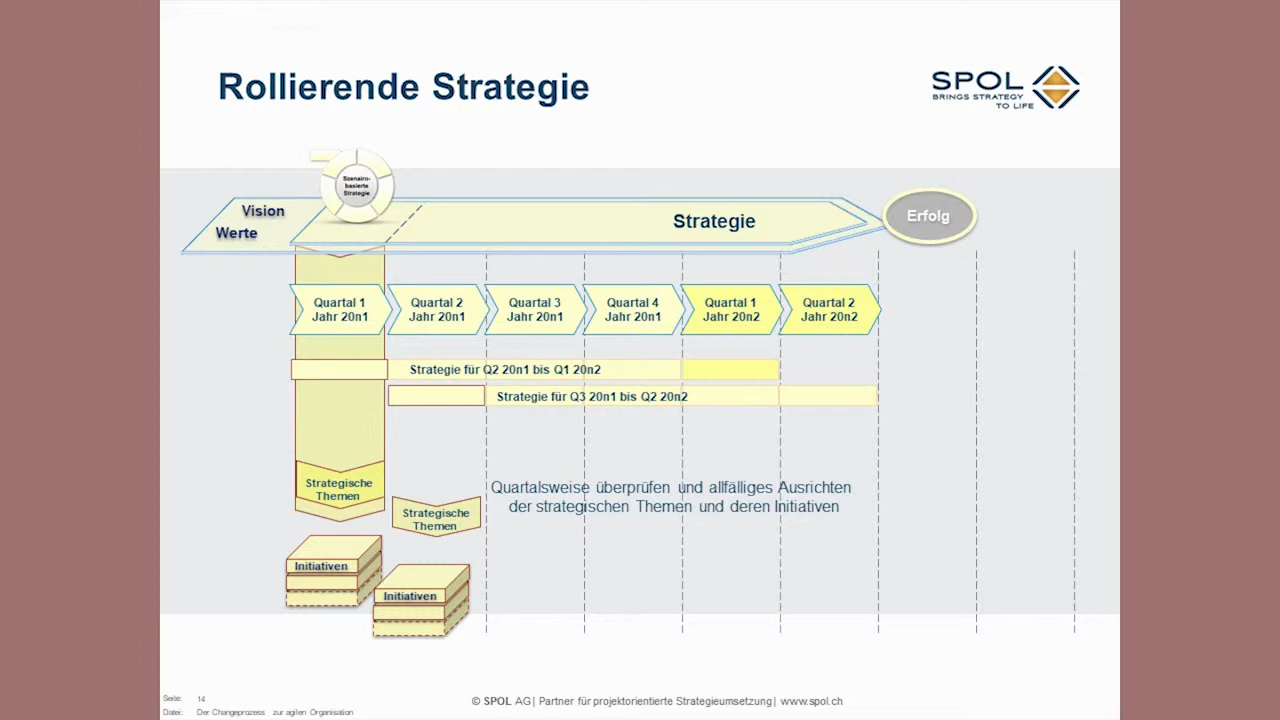 Rollierende Strategie
SPOL
BRINGS STRATEGY
TO LIFE
Szenairo-
basierte
Strategie
Vision
Werte
Strategie
Erfolg
Quartal 1
Jahr 20n1
Quartal 2
Jahr 20n1
Quartal 3
Jahr 20n1
Quartal 4
Jahr 20n1
Quartal 1
Jahr 20n2
Quartal 2
Jahr 20n2
Strategie für Q2 20n1 bis Q1 20n2
Strategie für Q3 20n1 bis Q2 20n2
Strategische
Themen
Strategische
Themen
Quartalsweise überprüfen und allfälliges Ausrichten
der strategischen Themen und deren Initiativen
Initiativen
Initiativen
Seite: 14
Datei: Der Changeprozess zur agilen Organisation
© SPOL AG| Partner für projektorientierte Strategieumsetzung| www.spol.ch